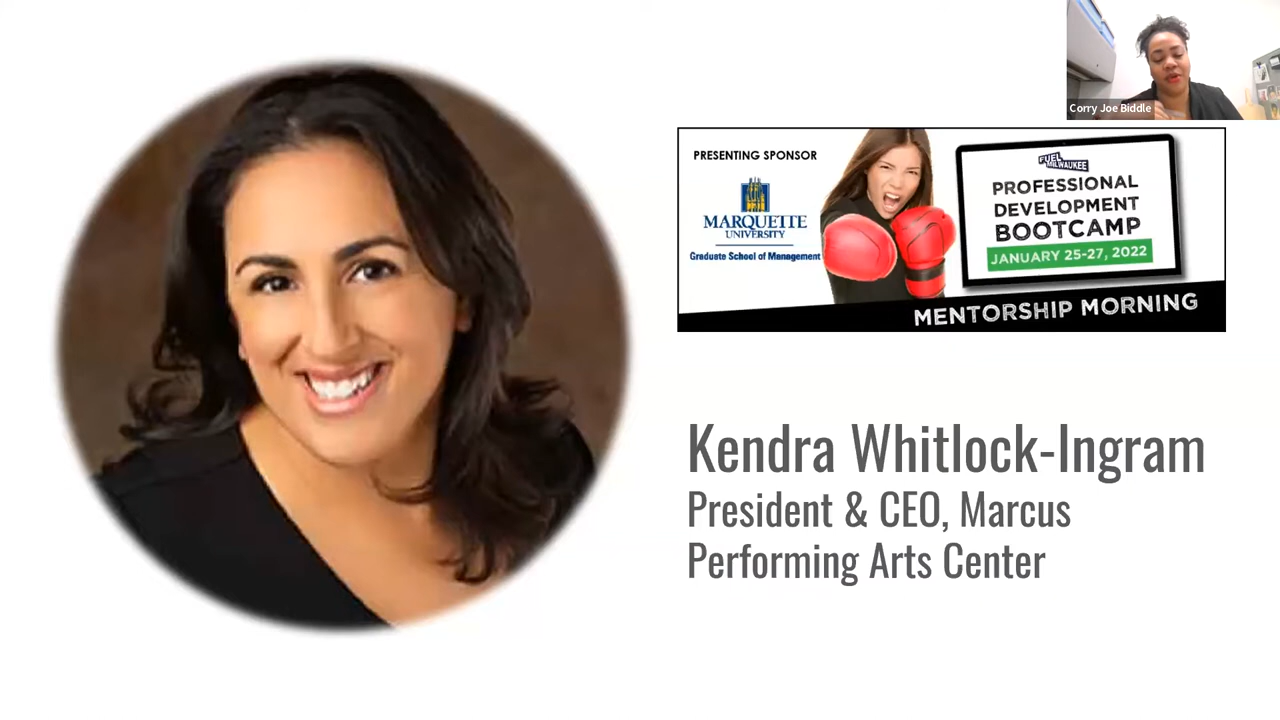 Corry Joe Biddle
PRESENTING SPONSOR
MARQUETTE
UNIVERSITY
Graduate School of Management
FUEL
MILWAUKEE
PROFESSIONAL
DEVELOPMENT
BOOTCAMP
JANUARY 25-27, 2022
MENTORSHIP MORNING
Kendra Whitlock-Ingram
President & CEO, Marcus
Performing Arts Center